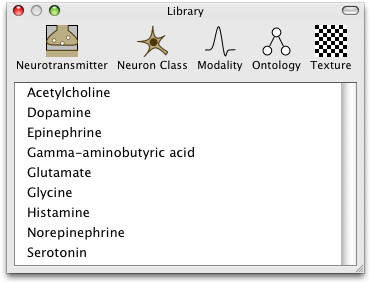 Library
Neurotransmitter Neuron Class Modality Ontology Texture
Acetylcholine
Dopamine
Epinephrine
Gamma-aminobutyric acid
Glutamate
Glycine
Histamine
Norepinephrine
Serotonin